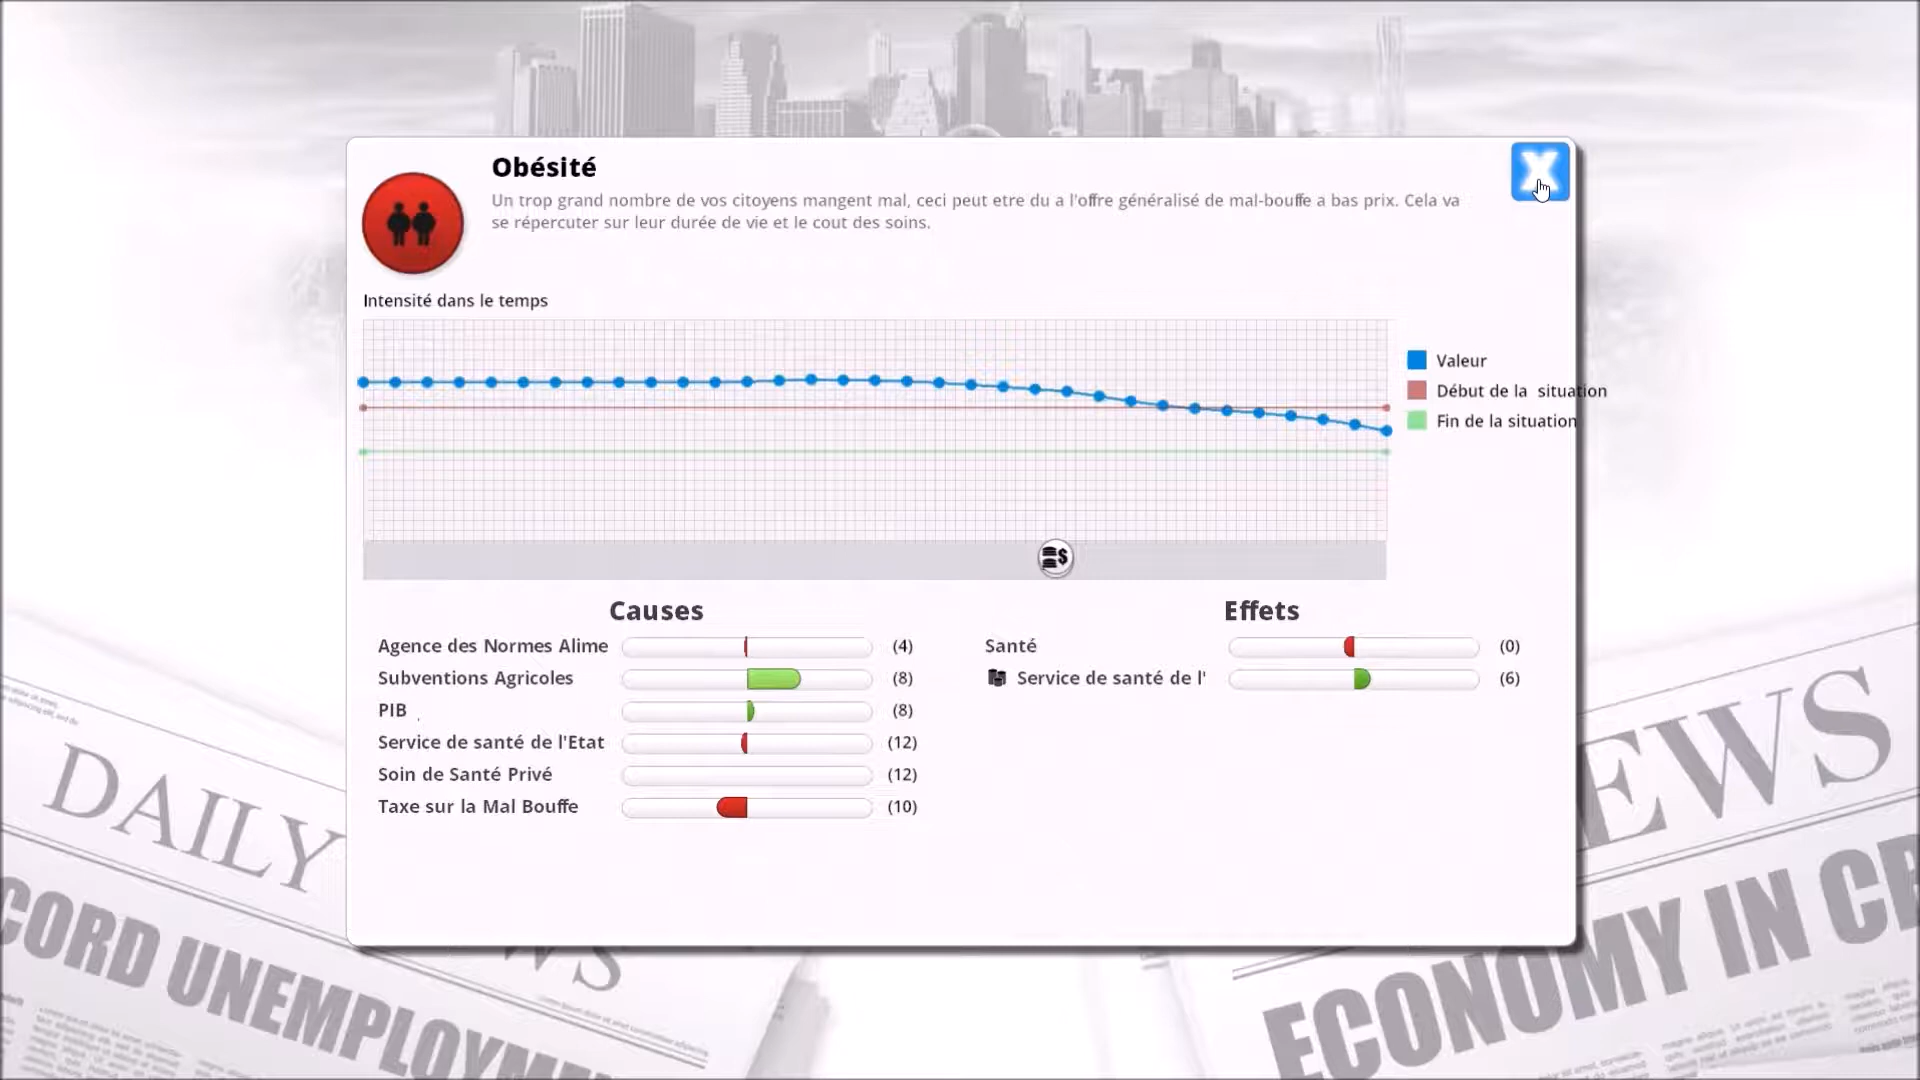 Obésité
Un trop grand nombre de vos citoyens mangent mal, ceci peut etre du a l'offre généralisé de mal-bouffe a bas prix. Cela va
se répercuter sur leur durée de vie et le cout des soins.
Intensité dans le temps
Valeur
Début de la situation
Fin de la situation
Causes
Agence des Normes Alime (4)
Subventions Agricoles (8)
PIB (8)
Service de santé de l'Etat (12)
Soin de Santé Privé (12)
Taxe sur la Mal Bouffe (10)
Effets
Santé (0)
Service de santé de l' (6)
DAILY
NEWS
CORD UNEMPLOYM
EWS
ECONOMY IN CR